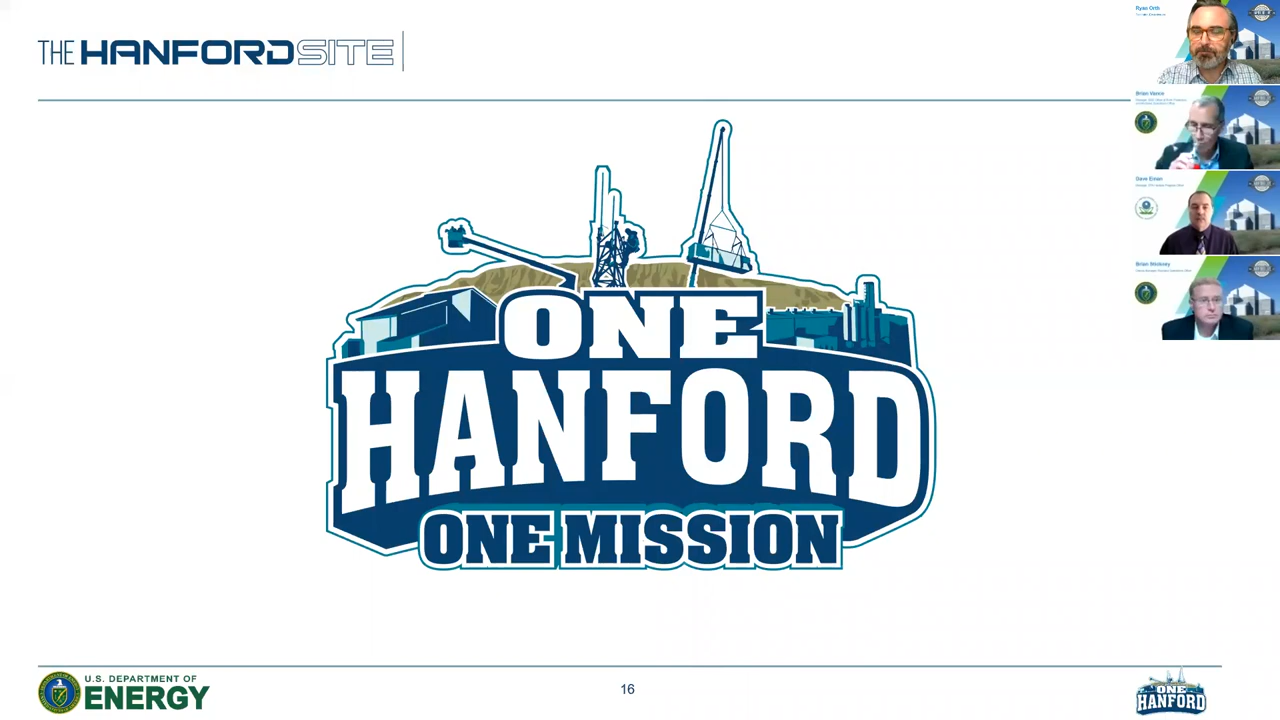 THE HANFORD SITE
Ryan Orth
Brian Vance
Dave Einan
Brian Stickney
ONE
HANFORD
ONE MISSION
U.S. DEPARTMENT OF
ENERGY
16
ONE
HANFORD